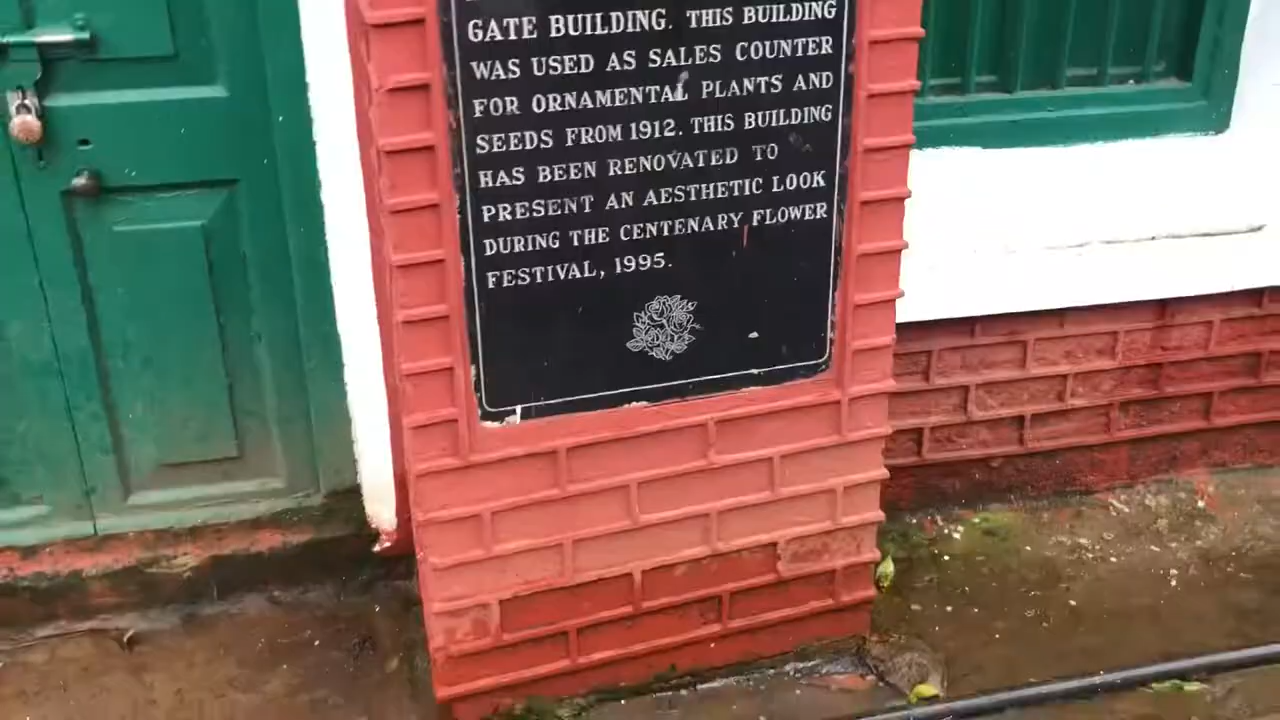 GATE BUILDING. THIS BUILDING
WAS USED AS SALES COUNTER
FOR ORNAMENTAL PLANTS AND
SEEDS FROM 1912. THIS BUILDING
HAS BEEN RENOVATED TO
PRESENT AN AESTHETIC LOOK
DURING THE CENTENARY FLOWER
FESTIVAL, 1995.